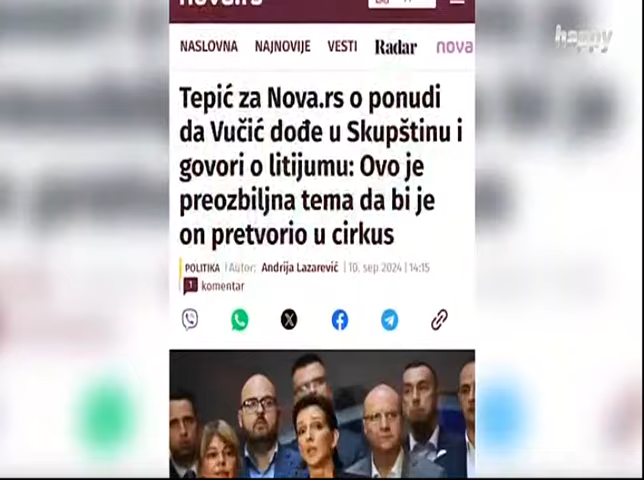 nova.rs
happy
NASLOVNA NAJNOVIJE VESTI Radar nova
Tepić za Nova.rs o ponudi
da Vučić dođe u Skupštinu i
govori o litijumu: Ovo je
preozbiljna tema da bi je
on pretvorio u cirkus
POLITIKA | Autor: Andrija Lazarević | 10. sep 2024 | 14:15
1 komentar